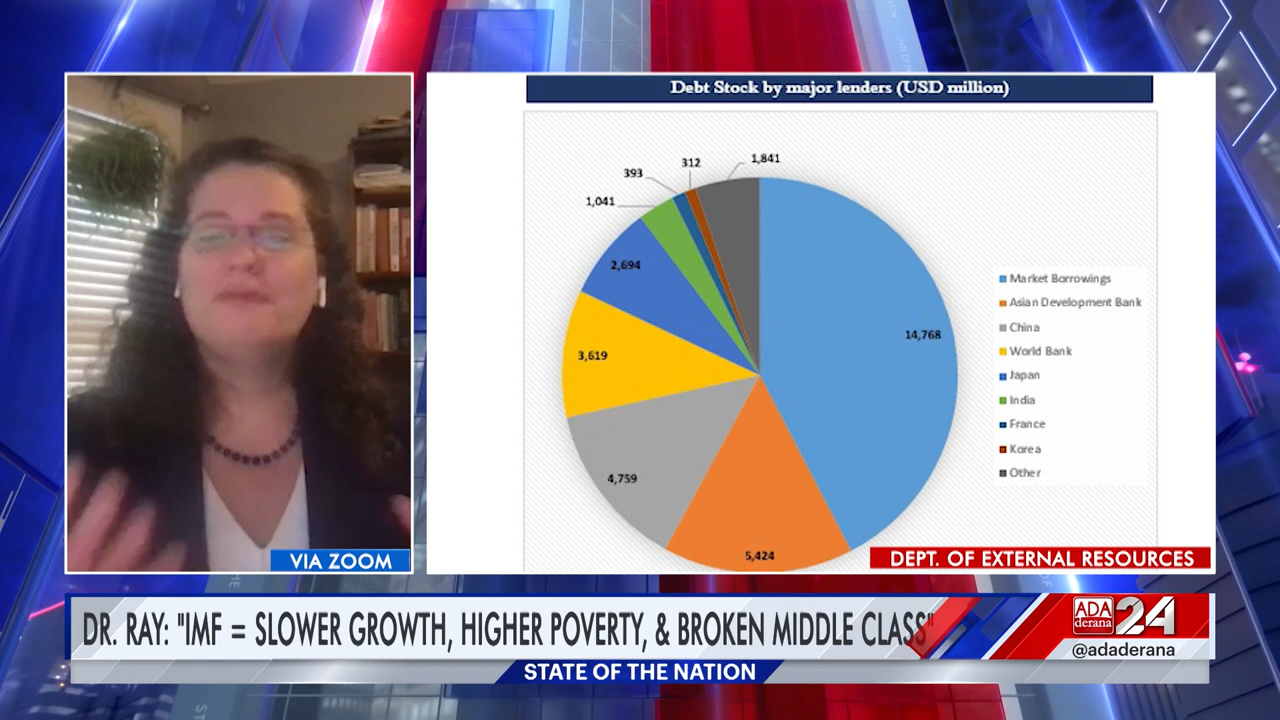 Debt Stock by major lenders (USD million)
312
1,841
393
1,041
2,694
14,768
3,619
4,759
5,424
Market Borrowings
Asian Development Bank
China
World Bank
Japan
India
France
Korea
Other
VIA ZOOM
DEPT. OF EXTERNAL RESOURCES
DR. RAY: "IMF = SLOWER GROWTH, HIGHER POVERTY, & BROKEN MIDDLE CLASS"
ADA
derana
24
@adaderana
STATE OF THE NATION